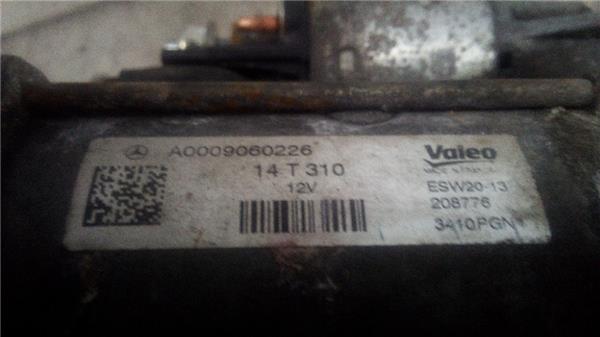 A0009060226
14 T 310
12V
Valeo
ESW20-13
208776
3410PGN